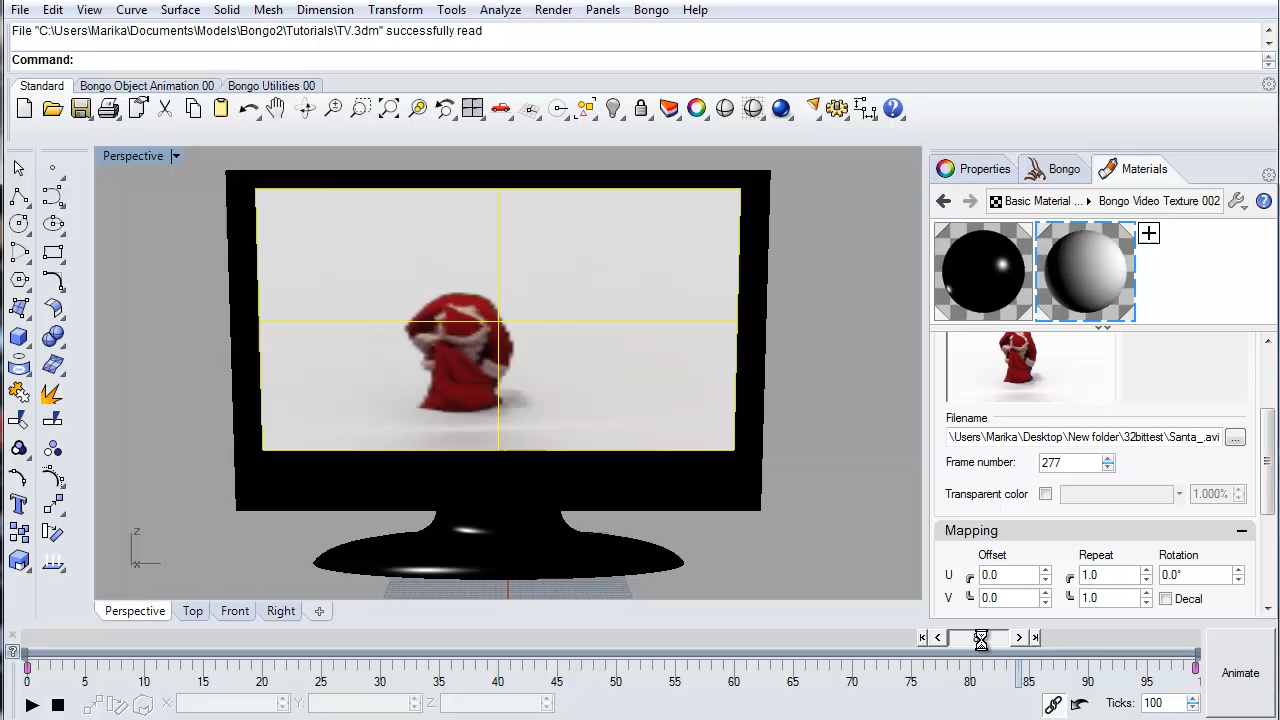 File Edit View Curve Surface Solid Mesh Dimension Transform Tools Analyze Render Panels Bongo Help
File "C:\Users\Marika\Documents\Models\Bongo2\Tutorials\TV.3dm" successfully read
Command:
Standard Bongo Object Animation 00 Bongo Utilities 00
Perspective
Properties Bongo Materials
Basic Material ... Bongo Video Texture 002
Filename
\Users\Marika\Desktop\New folder\32bittest\Santa_.avi ...
Frame number: 277
Transparent color 1.000%
Mapping
Offset Repeat Rotation
U 0.0 1.0 0.0°
V 0.0 1.0 Decal
z
x
Perspective Top Front Right
Animate
0 5 10 15 20 25 30 35 40 45 50 55 60 65 70 75 80 85 90 95 1
X: Y: Z: Ticks: 100